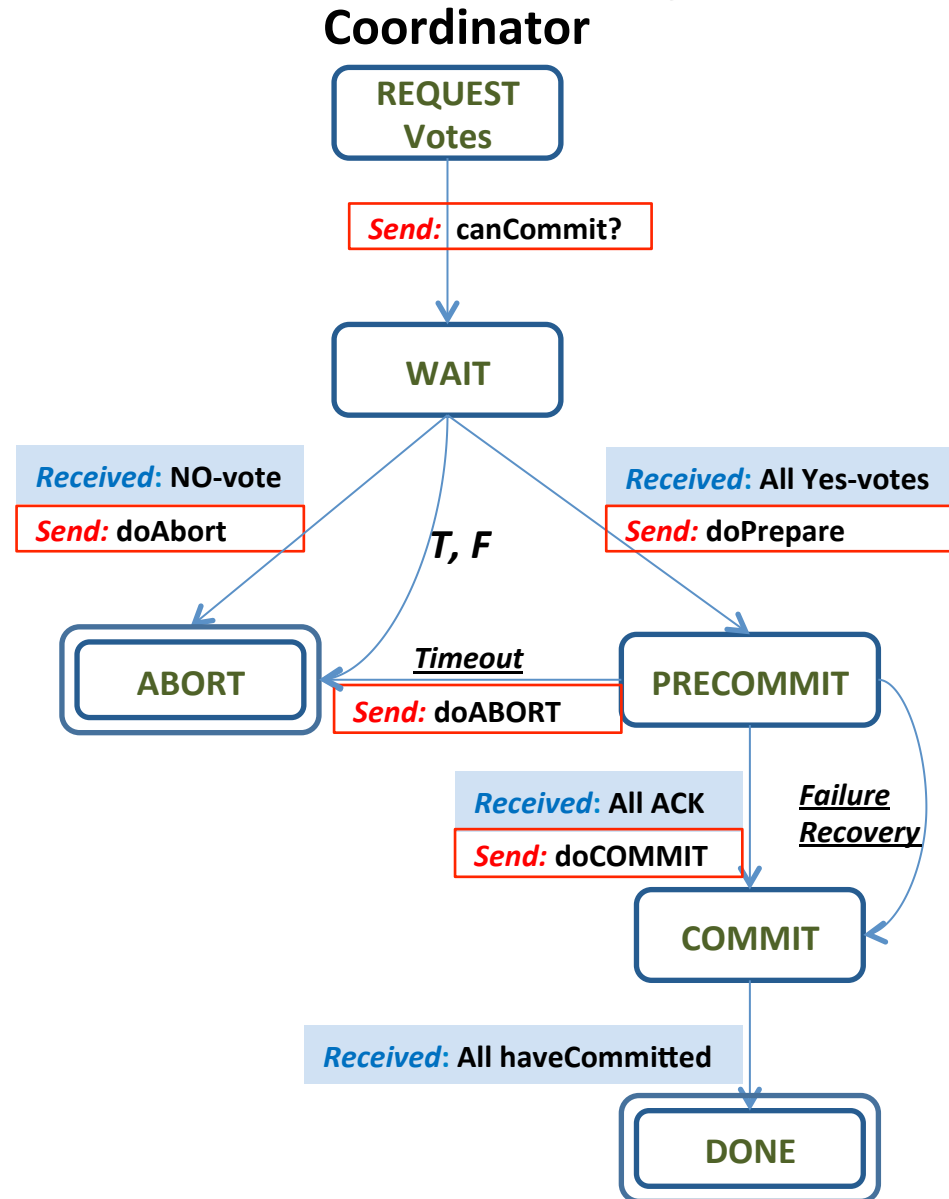 Coordinator
REQUEST
Votes
Send: canCommit?
WAIT
Received: NO-vote
Send: doAbort
Received: All Yes-votes
Send: doPrepare
T, F
ABORT
Timeout
Send: doABORT
PRECOMMIT
Received: All ACK
Send: doCOMMIT
Failure
Recovery
COMMIT
Received: All haveCommitted
DONE